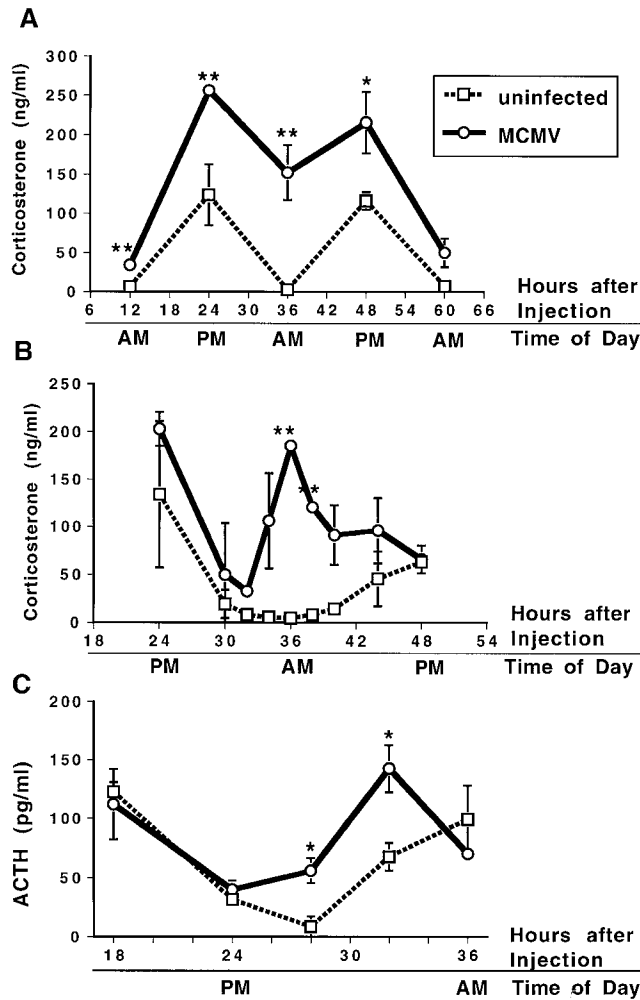 A
Corticosterone (ng/ml)
300
250
200
150
100
50
0
**
**
**
*
uninfected
MCMV
6 12 18 24 30 36 42 48 54 60 66
Hours after
Injection
AM PM AM PM AM
Time of Day
B
Corticosterone (ng/ml)
250
200
150
100
50
0
**
**
18 24 30 36 42 48 54
Hours after
Injection
PM AM PM
Time of Day
C
ACTH (pg/ml)
200
150
100
50
0
*
*
18 24 30 36
Hours after
Injection
PM AM
Time of Day